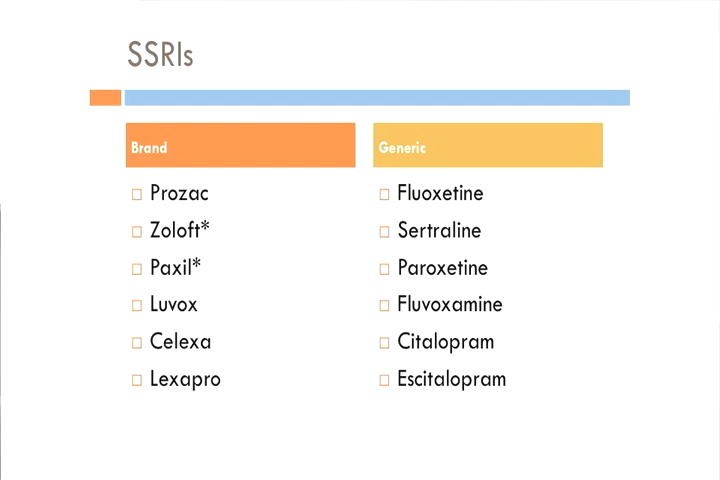 SSRIs
Brand
Prozac
Zoloft*
Paxil*
Luvox
Celexa
Lexapro
Generic
Fluoxetine
Sertraline
Paroxetine
Fluvoxamine
Citalopram
Escitalopram